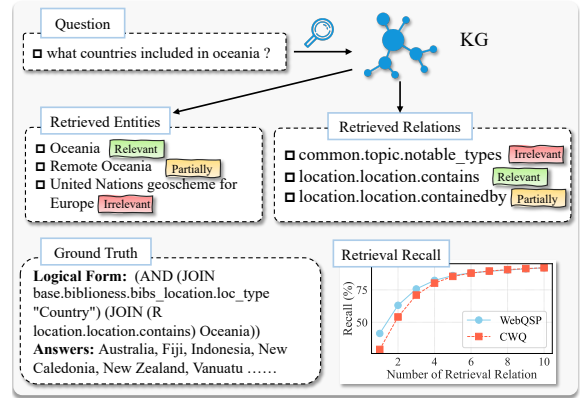 Question
what countries included in oceania ?
KG
Retrieved Entities
Oceania Relevant
Remote Oceania Partially
United Nations geoscheme for
Europe Irrelevant
Retrieved Relations
common.topic.notable_types Irrelevant
location.location.contains Relevant
location.location.containedby Partially
Ground Truth
Logical Form: (AND (JOIN
base.biblioness.bibs_location.loc_type
"Country") (JOIN (R
location.location.contains) Oceania))
Answers: Australia, Fiji, Indonesia, New
Caledonia, New Zealand, Vanuatu ……
Retrieval Recall
Recall (%)
75
50
WebQSP
CWQ
2 4 6 8 10
Number of Retrieval Relation